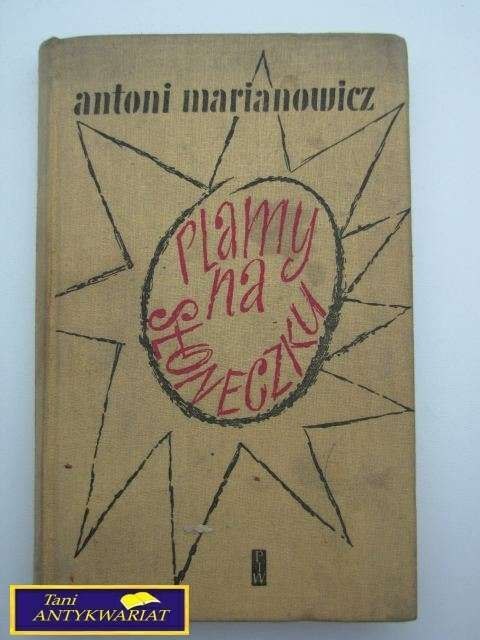 antoni marianowicz
PLamy
na
SŁONECZKU
PIW
Tani
ANTYKWARIAT